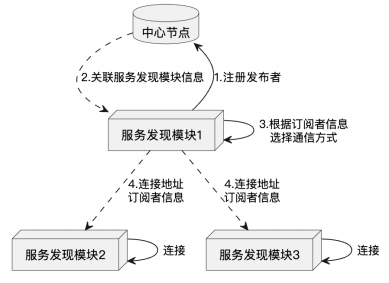 中心节点
2.关联服务发现模块信息
1.注册发布者
服务发现模块1
3.根据订阅者信息
选择通信方式
4.连接地址
订阅者信息
4.连接地址
订阅者信息
服务发现模块2
连接
服务发现模块3
连接